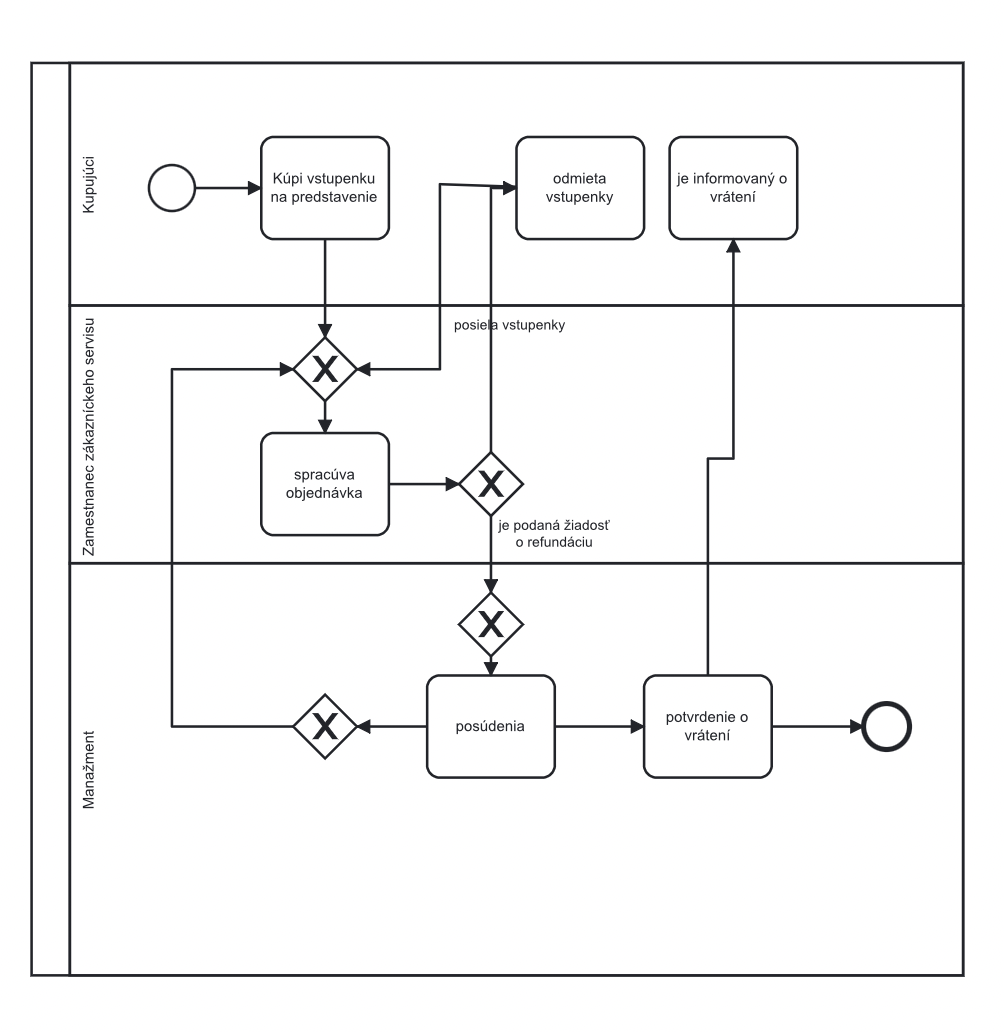 Kupujúci
Kúpi vstupenku
na predstavenie
odmieta
vstupenky
je informovaný o
vrátení
Zamestnanec zákazníckeho servisu
posiela vstupenky
X
spracúva
objednávka
X
je podaná žiadosť
o refundáciu
Manažment
X
X
posúdenia
potvrdenie o
vrátení